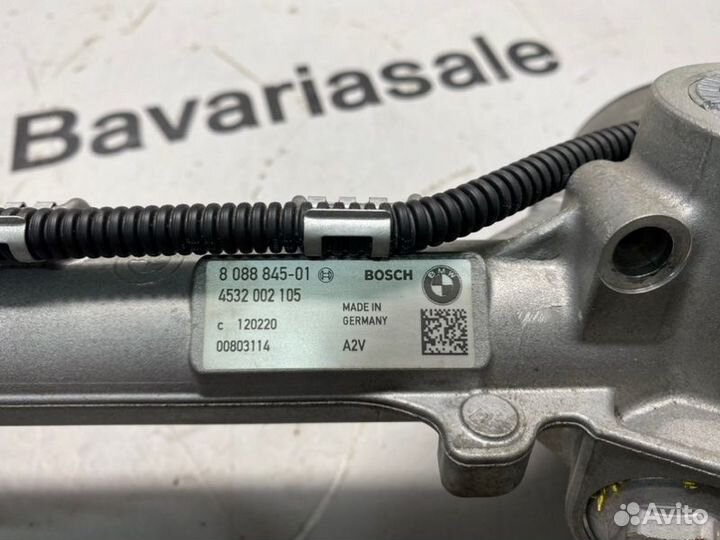 Bavariasale
8 088 845-01 BOSCH BMW
4532 002 105
MADE IN
GERMANY
c 120220
00803114 A2V
Avito